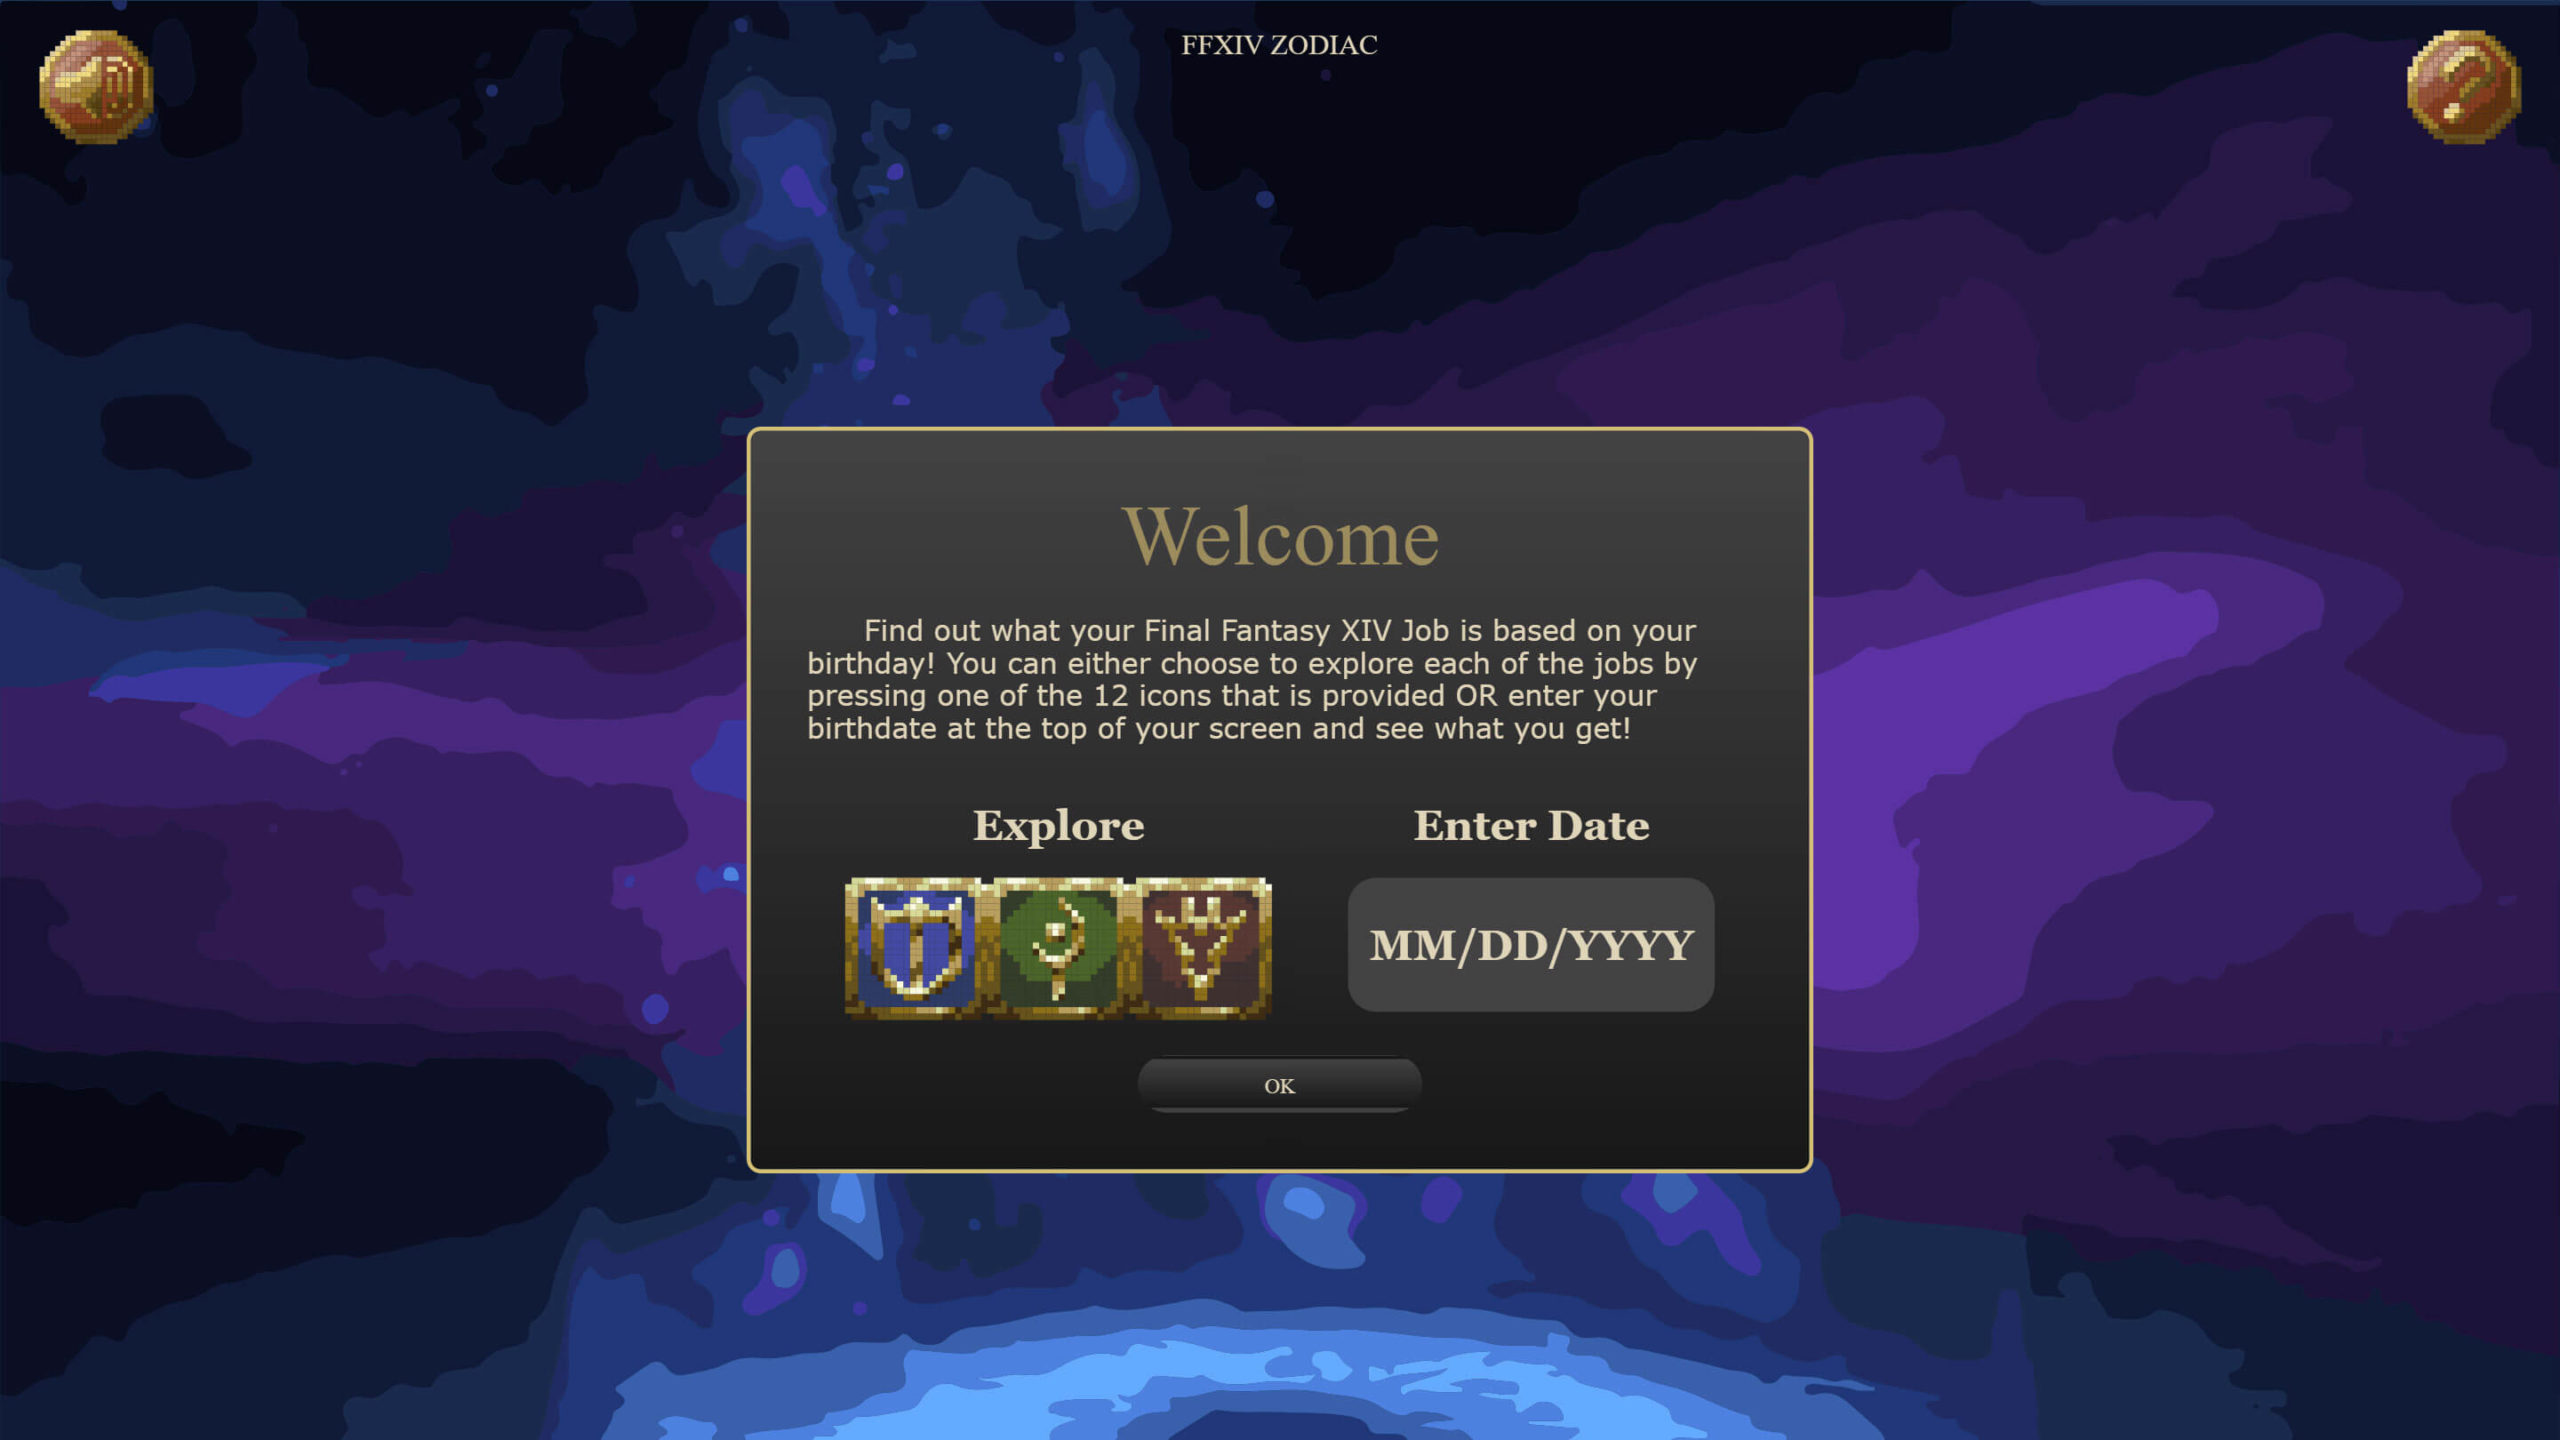 FFXIV ZODIAC
Welcome
Find out what your Final Fantasy XIV Job is based on your
birthday! You can either choose to explore each of the jobs by
pressing one of the 12 icons that is provided OR enter your
birthdate at the top of your screen and see what you get!
Explore
Enter Date
MM/DD/YYYY
OK